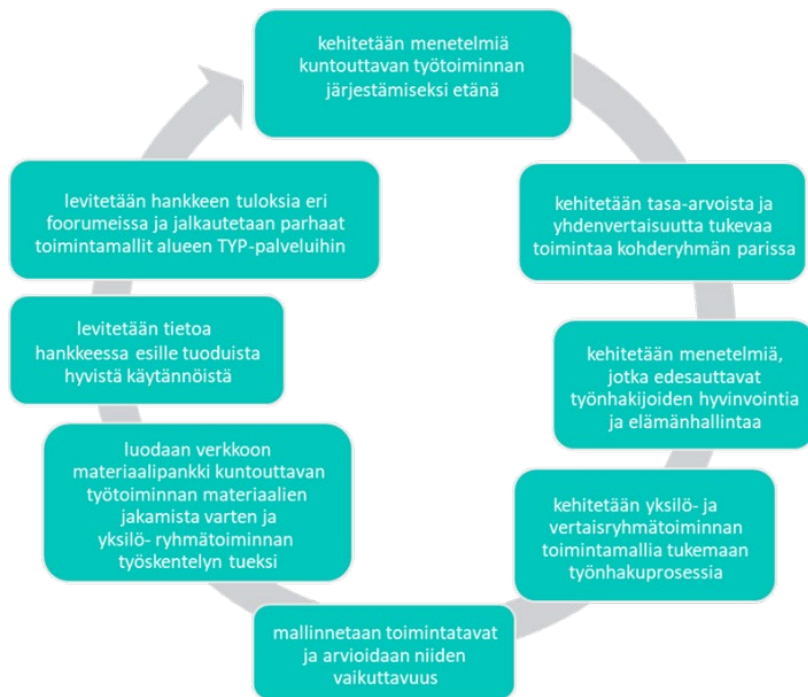 kehitetään menetelmiä
kuntouttavan työtoiminnan
järjestämiseksi etänä
kehitetään tasa-arvoista ja
yhdenvertaisuutta tukevaa
toimintaa kohderyhmän parissa
kehitetään menetelmiä,
jotka edesauttavat
työnhakijoiden hyvinvointia
ja elämänhallintaa
kehitetään yksilö- ja
vertaisryhmätoiminnan
toimintamallia tukemaan
työnhakuprosessia
mallinnetaan toimintatavat
ja arvioidaan niiden
vaikuttavuus
luodaan verkkoon
materiaalipankki kuntouttavan
työtoiminnan materiaalien
jakamista varten ja
yksilö- ryhmätoiminnan
työskentelyn tueksi
levitetään tietoa
hankkeessa esille tuoduista
hyvistä käytännöistä
levitetään hankkeen tuloksia eri
foorumeissa ja jalkautetaan parhaat
toimintamallit alueen TYP-palveluihin